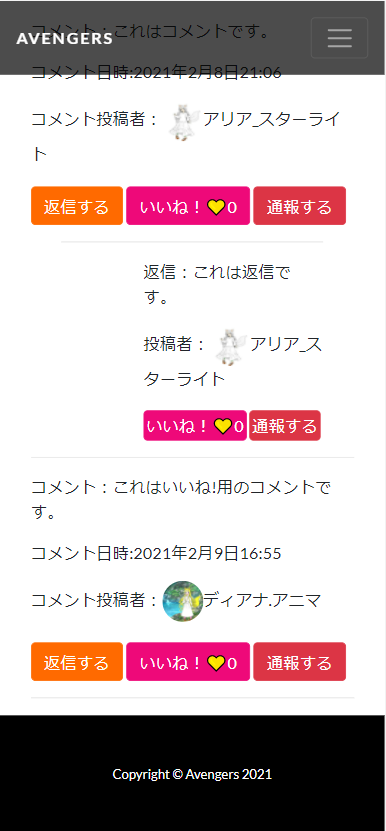 AVENGERS
コメント：これはコメントです。
コメント日時:2021年2月8日21:06
コメント投稿者： アリア_スターライ
ト
返信する いいね！💛0 通報する
返信：これは返信で
す。
投稿者： アリア_ス
ターライト
いいね！💛0 通報する
コメント：これはいいね!用のコメントで
す。
コメント日時:2021年2月9日16:55
コメント投稿者： ディアナ.アニマ
返信する いいね！💛0 通報する
Copyright © Avengers 2021